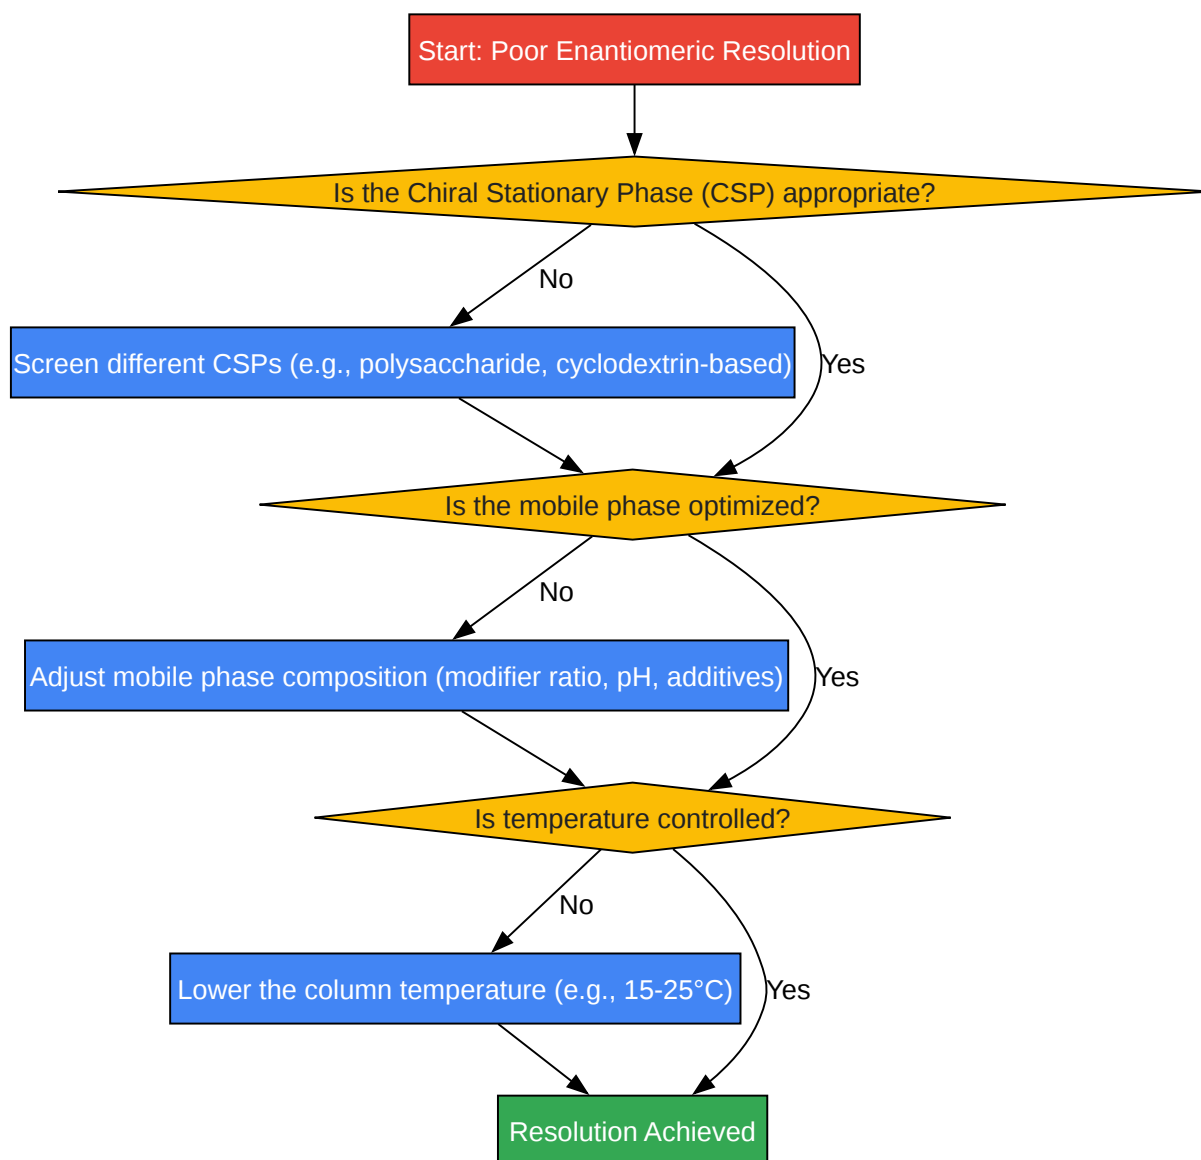 Start: Poor Enantiomeric Resolution
Is the Chiral Stationary Phase (CSP) appropriate?
No
Screen different CSPs (e.g., polysaccharide, cyclodextrin-based)
Yes
Is the mobile phase optimized?
No
Adjust mobile phase composition (modifier ratio, pH, additives)
Yes
Is temperature controlled?
No
Lower the column temperature (e.g., 15-25°C)
Yes
Resolution Achieved